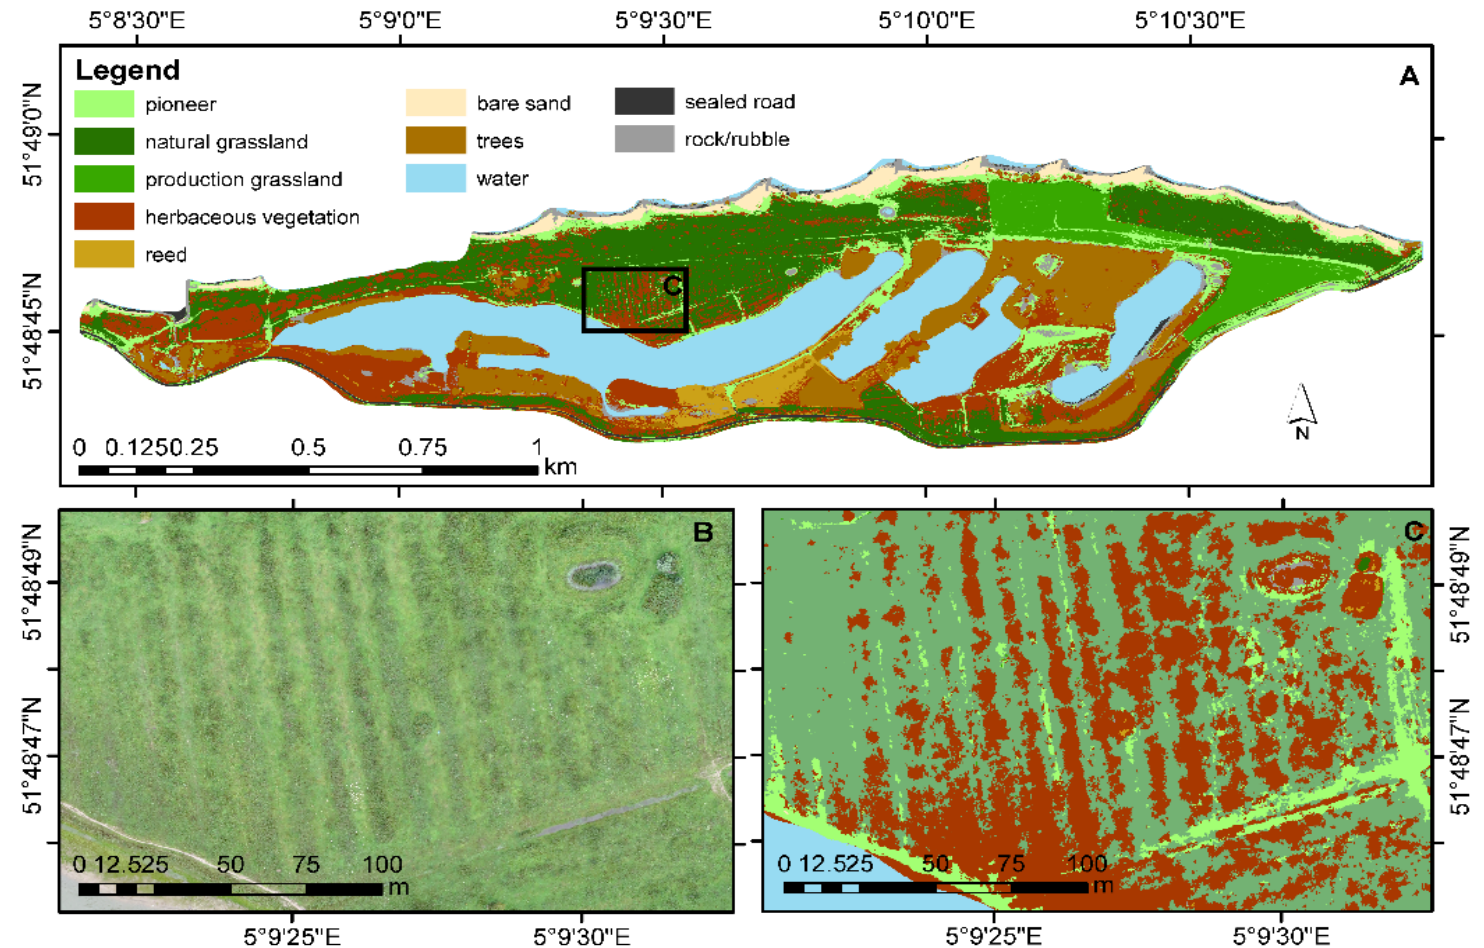 5°8'30"E 5°9'0"E 5°9'30"E 5°10'0"E 5°10'30"E
Legend
A
pioneer
natural grassland
production grassland
herbaceous vegetation
reed
bare sand
trees
water
sealed road
rock/rubble
51°49'0"N
51°48'45"N
C
N
0 0.1250.25 0.5 0.75 1
km
B
51°48'49"N
51°48'47"N
0 12.525 50 75 100
m
5°9'25"E 5°9'30"E
C
51°48'49"N
51°48'47"N
0 12.525 50 75 100
m
5°9'25"E 5°9'30"E